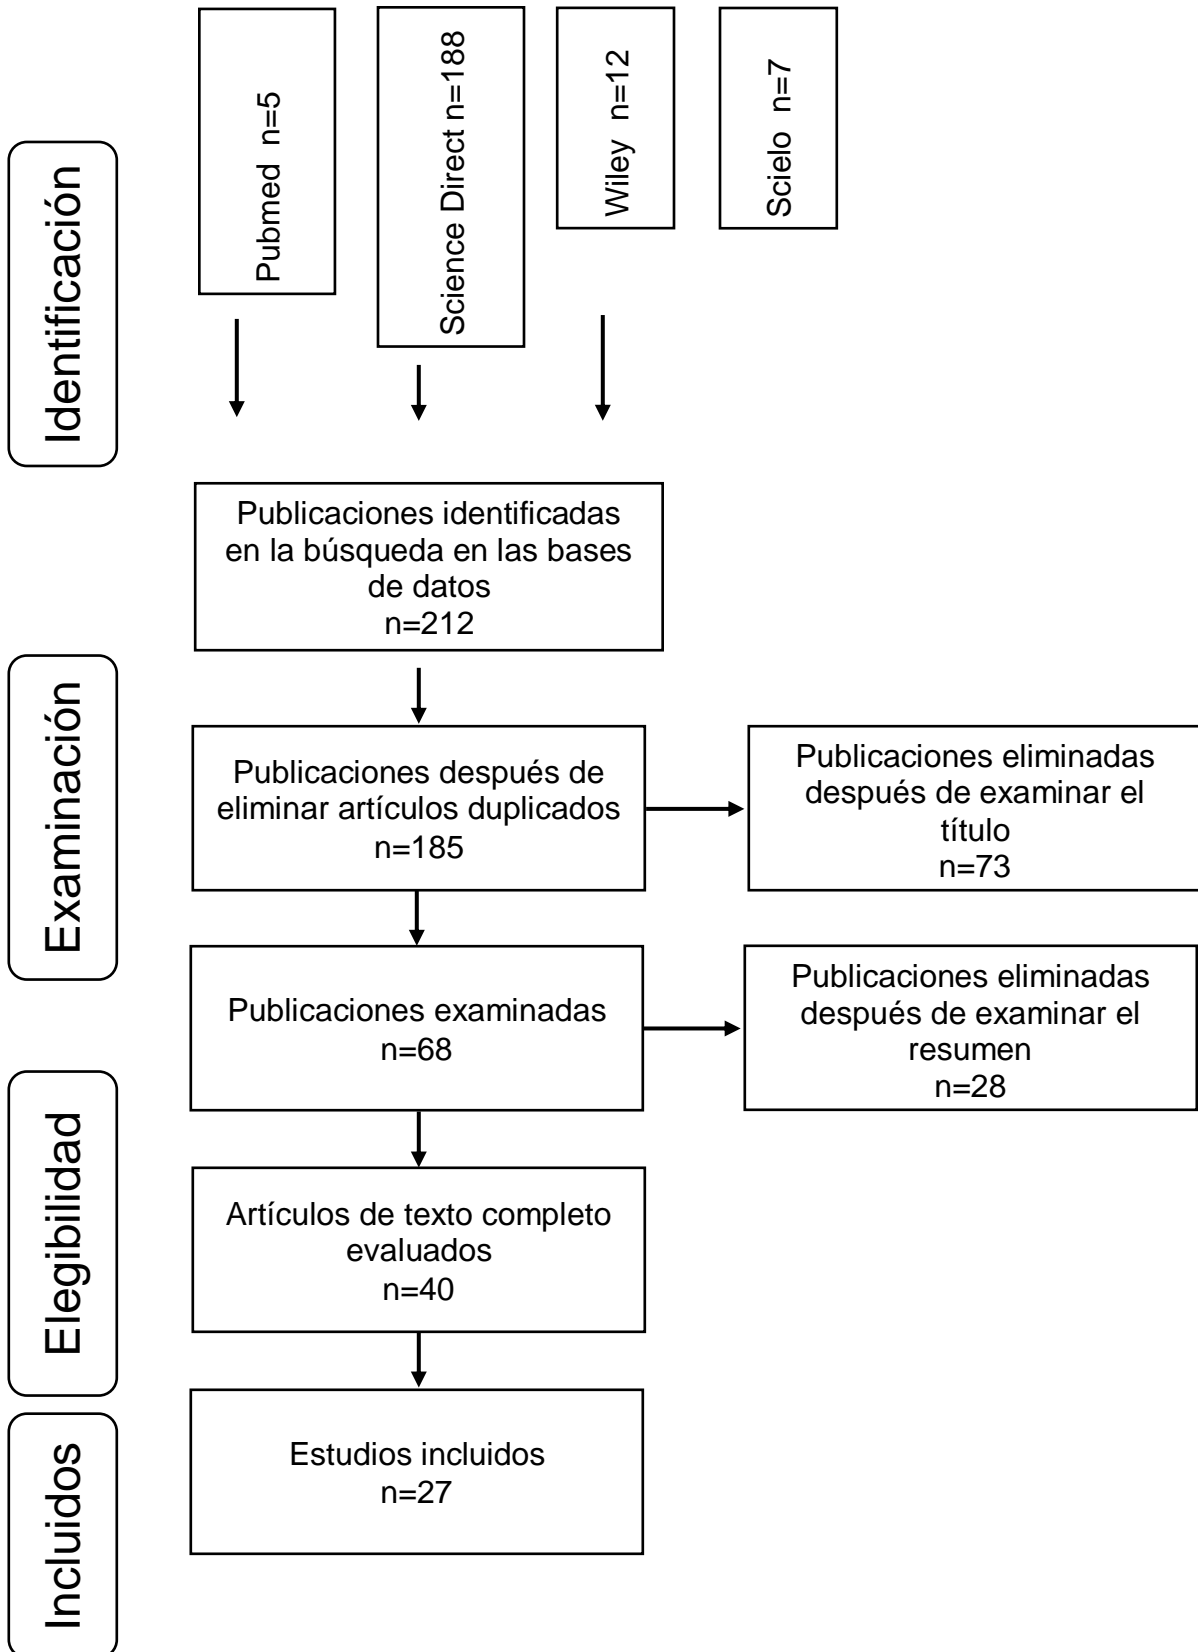 Pubmed n=5
Science Direct n=188
Wiley n=12
Scielo n=7
Identificación
Publicaciones identificadas
en la búsqueda en las bases
de datos
n=212
Examinación
Publicaciones después de
eliminar artículos duplicados
n=185
Publicaciones eliminadas
después de examinar el
título
n=73
Publicaciones examinadas
n=68
Publicaciones eliminadas
después de examinar el
resumen
n=28
Elegibilidad
Artículos de texto completo
evaluados
n=40
Incluidos
Estudios incluidos
n=27